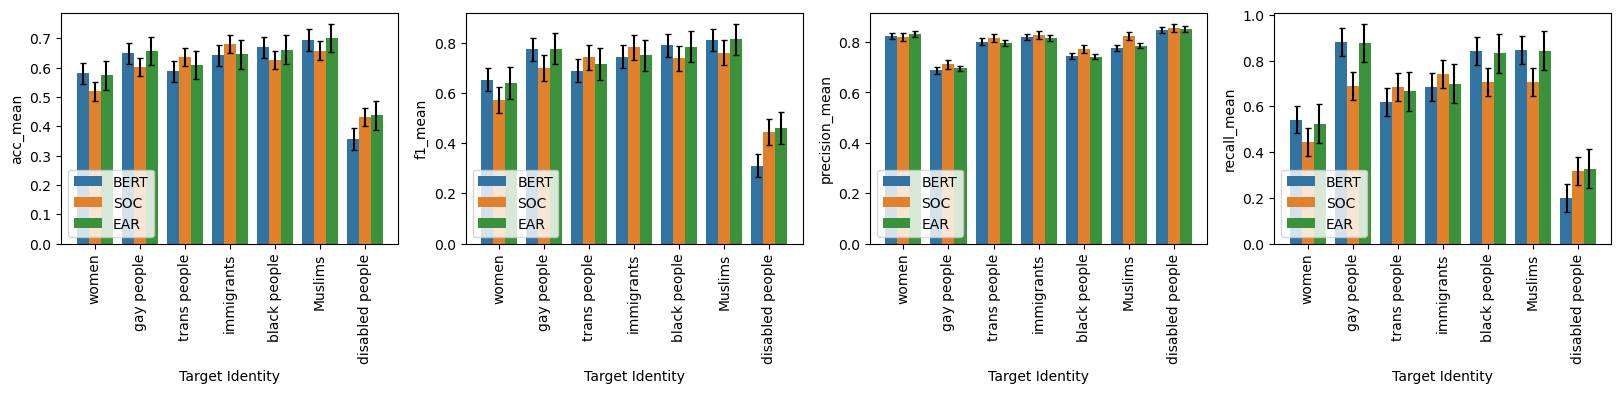 acc_mean
0.7
0.6
0.5
0.4
0.3
0.2
0.1
0.0
BERT
SOC
EAR
women
gay people
trans people
immigrants
black people
Muslims
disabled people
Target Identity
f1_mean
0.8
0.6
0.4
0.2
0.0
BERT
SOC
EAR
women
gay people
trans people
immigrants
black people
Muslims
disabled people
Target Identity
precision_mean
0.8
0.6
0.4
0.2
0.0
BERT
SOC
EAR
women
gay people
trans people
immigrants
black people
Muslims
disabled people
Target Identity
recall_mean
1.0
0.8
0.6
0.4
0.2
0.0
BERT
SOC
EAR
women
gay people
trans people
immigrants
black people
Muslims
disabled people
Target Identity